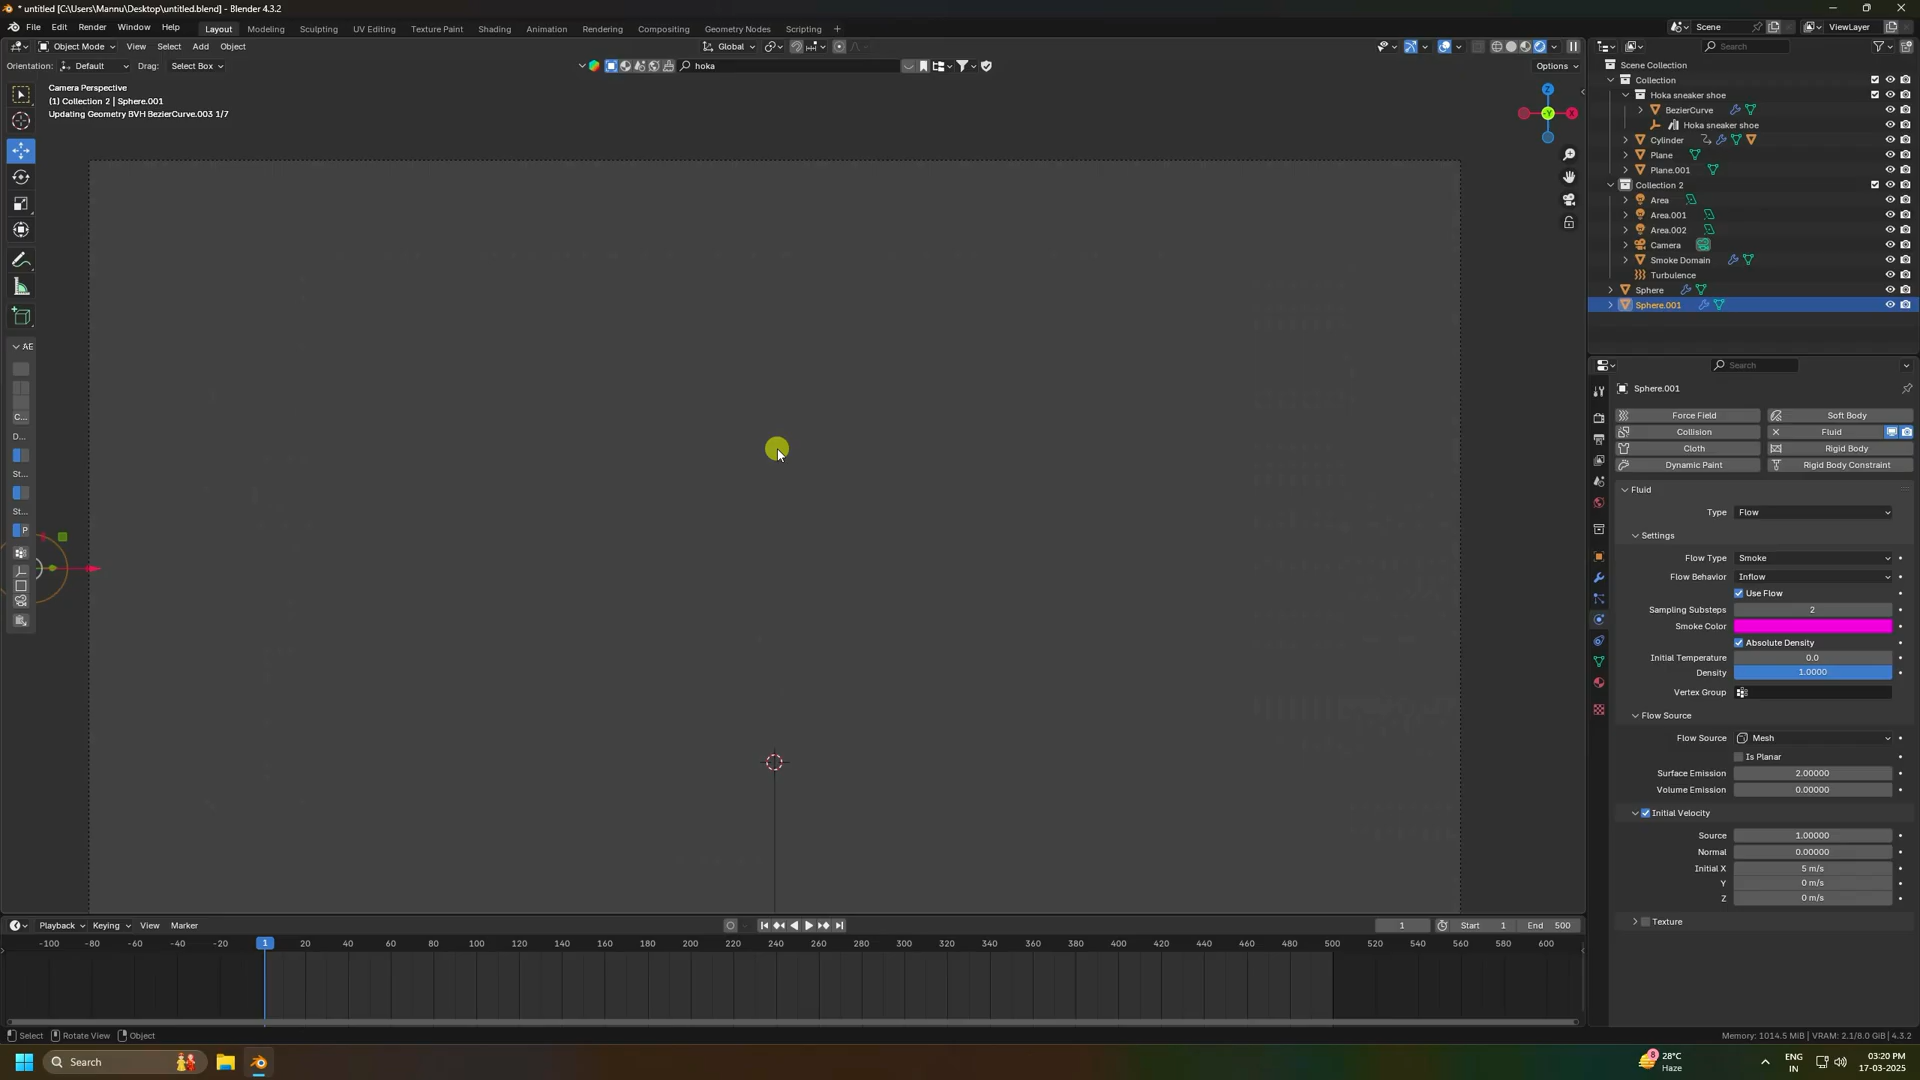 * untitled [C:\Users\Mannu\Desktop\untitled.blend] - Blender 4.3.2
File Edit Render Window Help Layout Modeling Sculpting UV Editing Texture Paint Shading Animation Rendering Compositing Geometry Nodes Scripting + Scene ViewLayer
Object Mode View Select Add Object Global Search
Orientation: Default Drag: Select Box hoka Options
Camera Perspective
(1) Collection 2 | Sphere.001
Updating Geometry BVH BezierCurve.003 1/7
Z
X
-Y
AE
C...
D...
St...
St...
P
Scene Collection
Collection
Hoka sneaker shoe
BezierCurve
Hoka sneaker shoe
Cylinder
Plane
Plane.001
Collection 2
Area
Area.001
Area.002
Camera
Smoke Domain
Turbulence
Sphere
Sphere.001
Search
Sphere.001
Force Field Soft Body
Collision Fluid
Cloth Rigid Body
Dynamic Paint Rigid Body Constraint
Fluid
Type Flow
Settings
Flow Type Smoke
Flow Behavior Inflow
Use Flow
Sampling Substeps 2
Smoke Color
Absolute Density
Initial Temperature 0.0
Density 1.0000
Vertex Group
Flow Source
Flow Source Mesh
Is Planar
Surface Emission 2.00000
Volume Emission 0.00000
Initial Velocity
Source 1.00000
Normal 0.00000
Initial X 5 m/s
Y 0 m/s
Z 0 m/s
Texture
Playback Keying View Marker 1 Start 1 End 500
-100 -80 -60 -40 -20 1 20 40 60 80 100 120 140 160 180 200 220 240 260 280 300 320 340 360 380 400 420 440 460 480 500 520 540 560 580 600
Select Rotate View Object Memory: 1014.5 MiB | VRAM: 2.1/8.0 GiB | 4.3.2
Search 8 28°C ENG 03:20 PM
Haze IN 17-03-2025